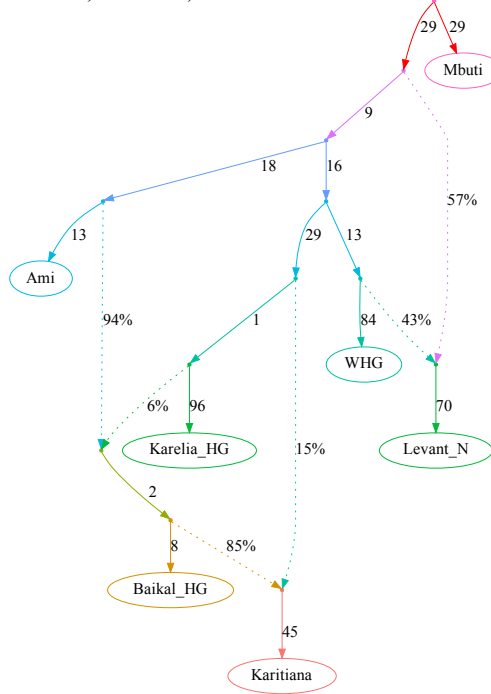 29 29
Mbuti
9
18 16
57%
13 29 13
Ami
94% 1 84 43%
WHG
6% 96 70
Karelia_HG 15% Levant_N
2
8 85%
Baikal_HG
45
Karitiana